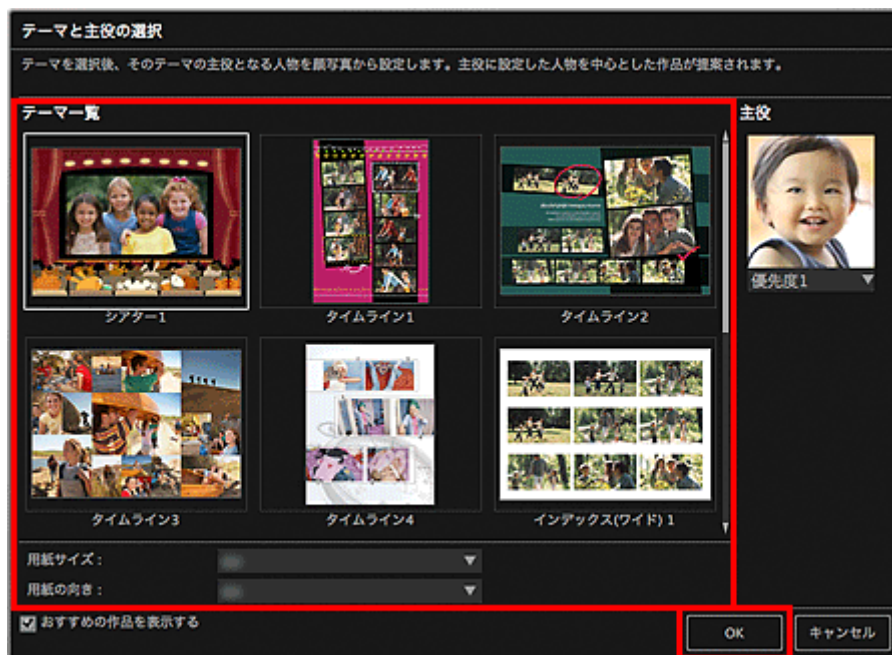 テーマと主役の選択
テーマを選択後、そのテーマの主役となる人物を顔写真から設定します。主役に設定した人物を中心とした作品が提案されます。
テーマ一覧
主役
シアター1
タイムライン1
タイムライン2
優先度1
タイムライン3
タイムライン4
インデックス(ワイド) 1
用紙サイズ：
用紙の向き：
おすすめの作品を表示する
OK
キャンセル